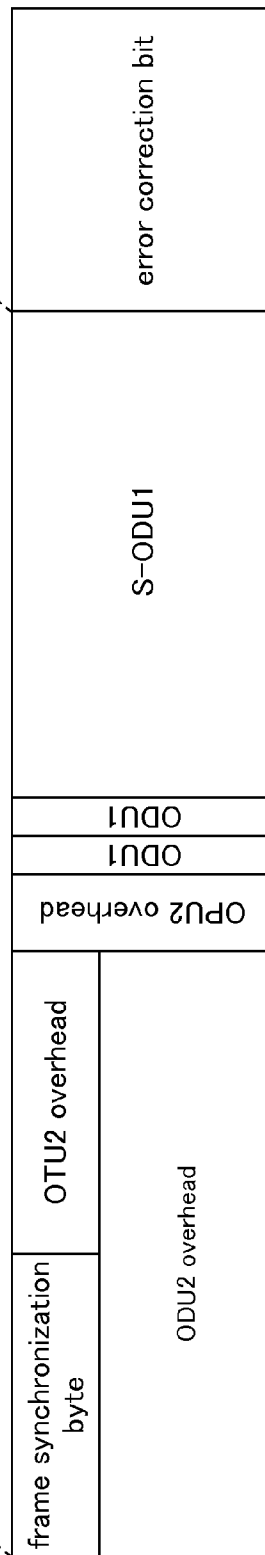 frame synchronization
byte
OTU2 overhead
ODU2 overhead
OPU2 overhead
ODU1
ODU1
S-ODU1
error correction bit